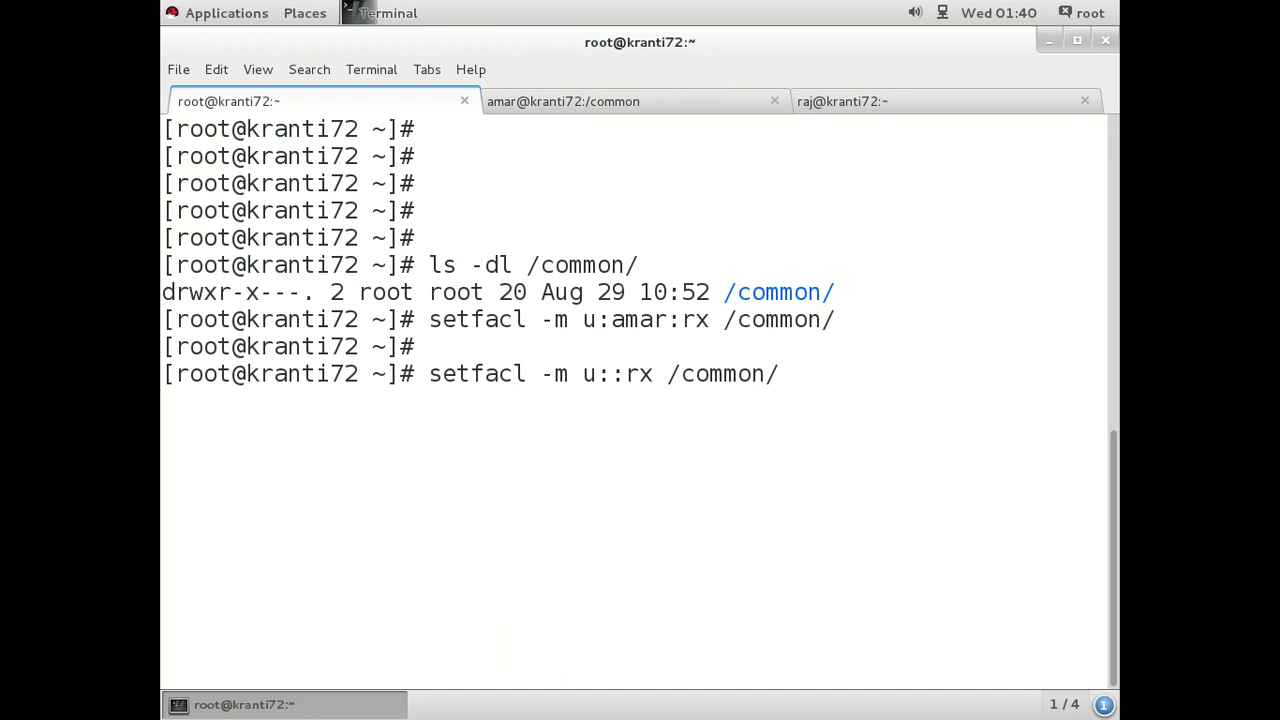 Applications Places Terminal Wed 01:40 root
root@kranti72:~
File Edit View Search Terminal Tabs Help
root@kranti72:~ amar@kranti72:/common raj@kranti72:~
[root@kranti72 ~]#
[root@kranti72 ~]#
[root@kranti72 ~]#
[root@kranti72 ~]#
[root@kranti72 ~]#
[root@kranti72 ~]# ls -dl /common/
drwxr-x---. 2 root root 20 Aug 29 10:52 /common/
[root@kranti72 ~]# setfacl -m u:amar:rx /common/
[root@kranti72 ~]#
[root@kranti72 ~]# setfacl -m u::rx /common/
root@kranti72:~ 1 / 4 1